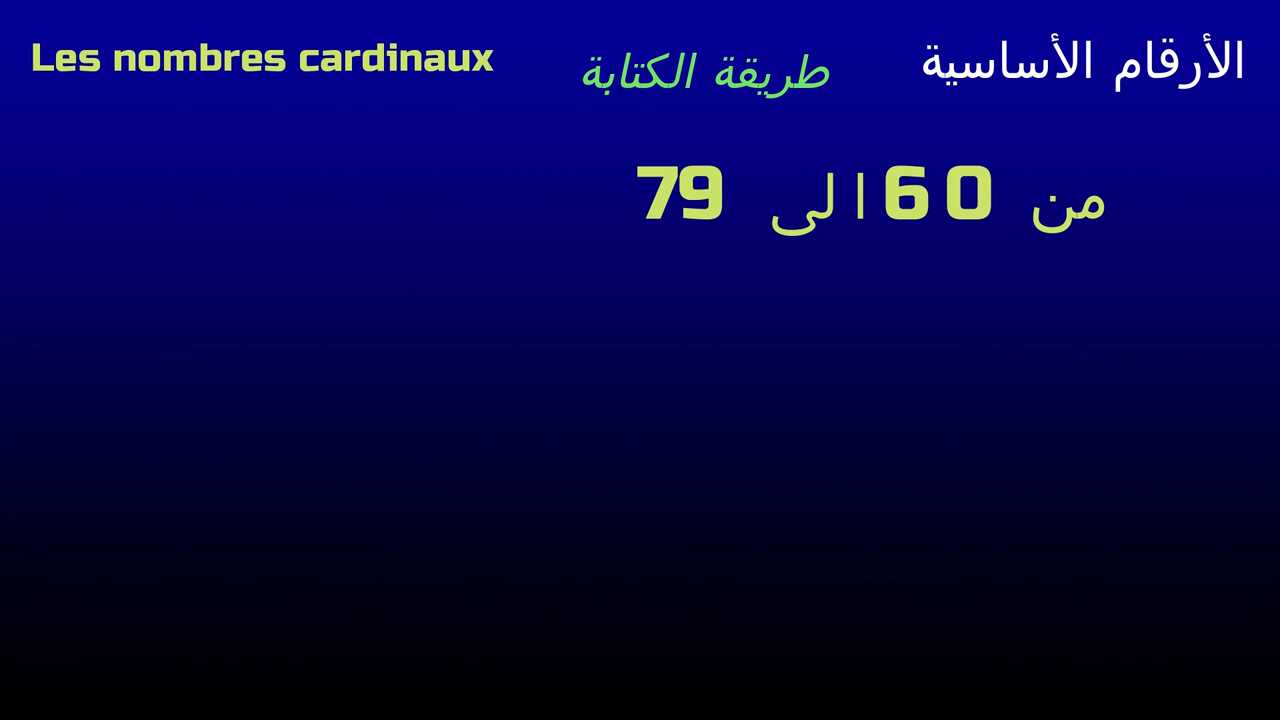 Les nombres cardinaux
طريقة الكتابة
الأرقام الأساسية
من 60 الى 79